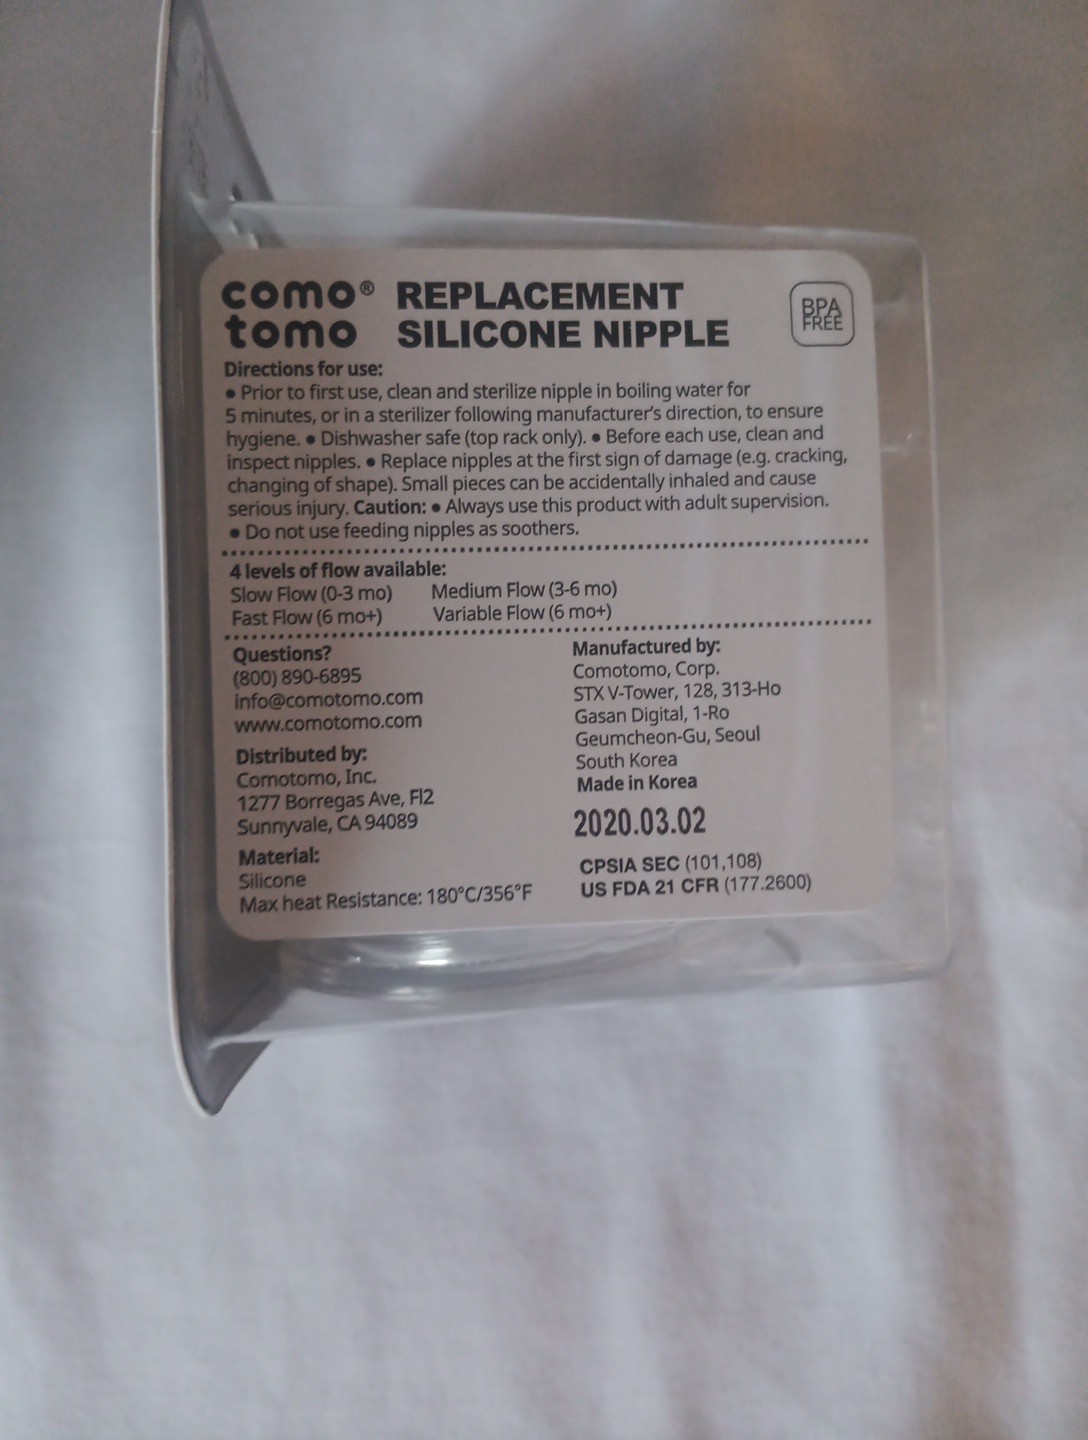 como® REPLACEMENT
tomo SILICONE NIPPLE
BPA
FREE
Directions for use:
● Prior to first use, clean and sterilize nipple in boiling water for
5 minutes, or in a sterilizer following manufacturer's direction, to ensure
hygiene. ● Dishwasher safe (top rack only). ● Before each use, clean and
inspect nipples. ● Replace nipples at the first sign of damage (e.g. cracking,
changing of shape). Small pieces can be accidentally inhaled and cause
serious injury. Caution: ● Always use this product with adult supervision.
● Do not use feeding nipples as soothers.
4 levels of flow available:
Slow Flow (0-3 mo) Medium Flow (3-6 mo)
Fast Flow (6 mo+) Variable Flow (6 mo+)
Questions?
(800) 890-6895
info@comotomo.com
www.comotomo.com
Distributed by:
Comotomo, Inc.
1277 Borregas Ave, Fl2
Sunnyvale, CA 94089
Material:
Silicone
Max heat Resistance: 180°C/356°F
Manufactured by:
Comotomo, Corp.
STX V-Tower, 128, 313-Ho
Gasan Digital, 1-Ro
Geumcheon-Gu, Seoul
South Korea
Made in Korea
2020.03.02
CPSIA SEC (101,108)
US FDA 21 CFR (177.2600)